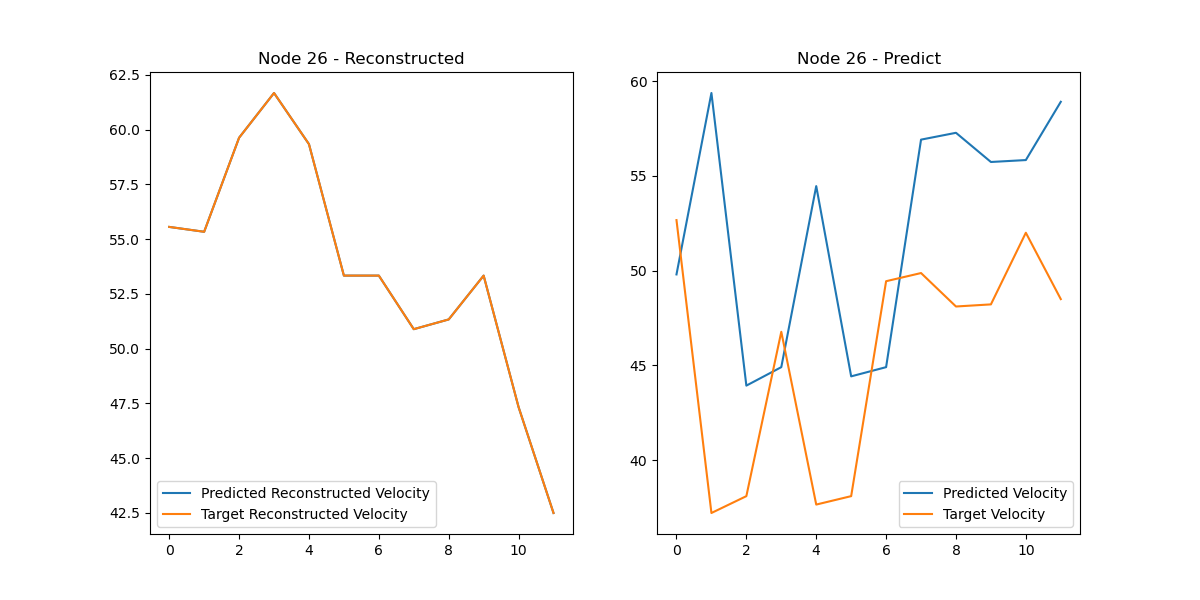 Node 26 - Reconstructed
62.5
60.0
57.5
55.0
52.5
50.0
47.5
45.0
42.5
0 2 4 6 8 10
Predicted Reconstructed Velocity
Target Reconstructed Velocity
Node 26 - Predict
60
55
50
45
40
0 2 4 6 8 10
Predicted Velocity
Target Velocity